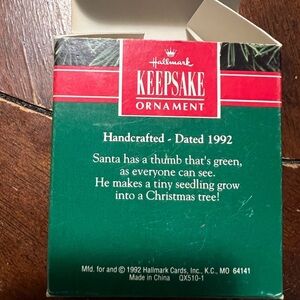 Hallmark
KEEPSAKE
ORNAMENT
Handcrafted - Dated 1992
Santa has a thumb that's green,
as everyone can see.
He makes a tiny seedling grow
into a Christmas tree!
Mfd. for and © 1992 Hallmark Cards, Inc., K.C., MO 64141
Made in China QX510-1